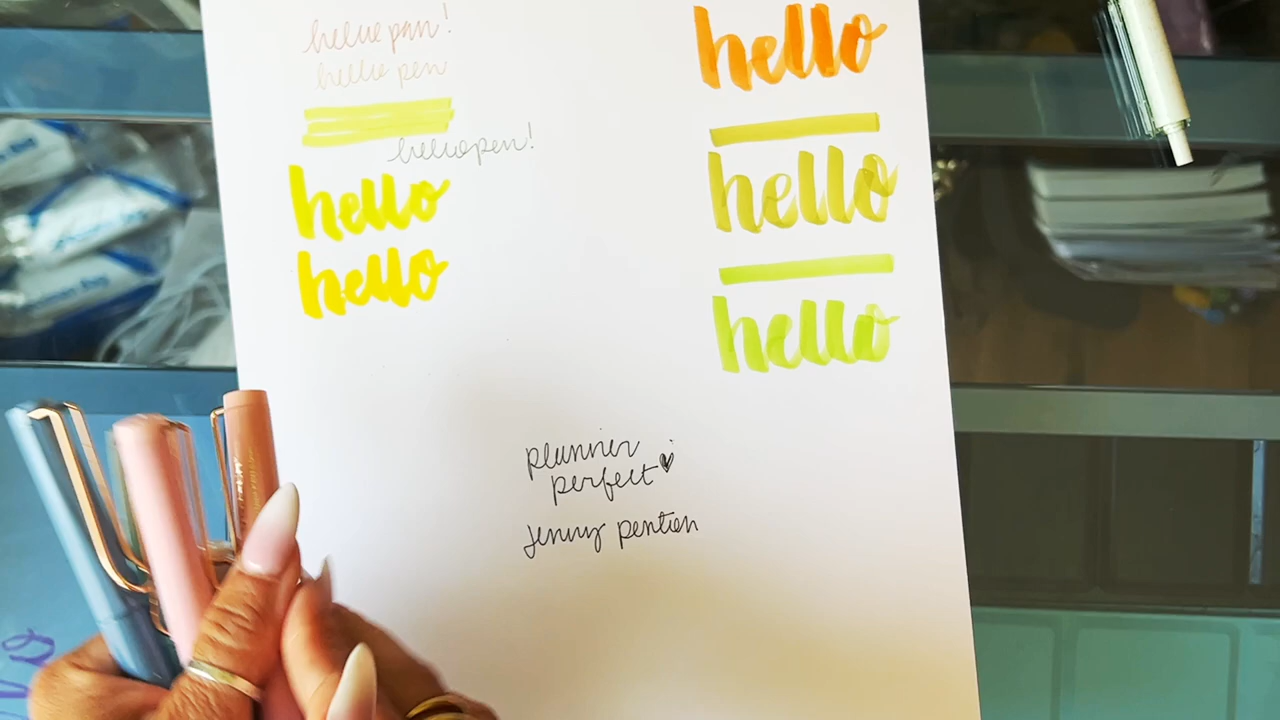 hello pen!
hello pen
hello pen!
hello
hello
hello
hello
hello
planner
perfect
jenny penton